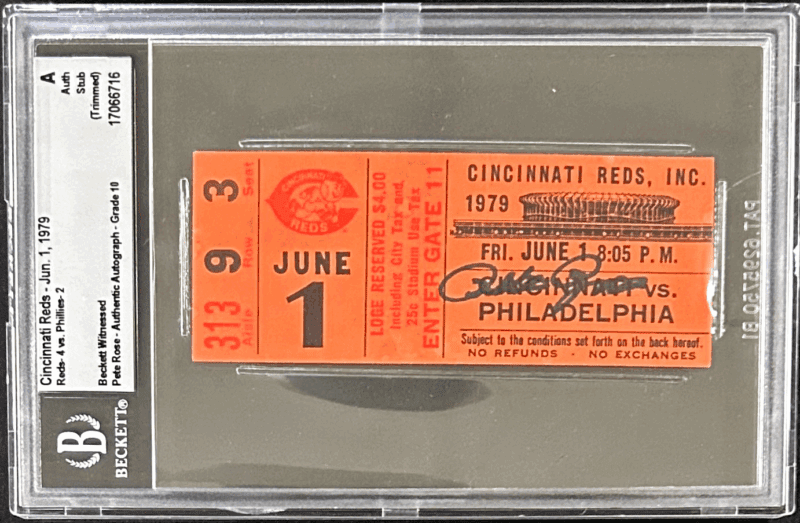 Cincinnati Reds - Jun. 1, 1979
Reds- 4 vs. Phillies- 2
Beckett Witnessed
Pete Rose - Authentic Autograph - Grade 10
A
Auth
Stub
(Trimmed)
17066716
B
BECKETT®
313 9 3
Aisle Row Seat
CINCINNATI
REDS
JUNE
1
LOGE RESERVED $4.00
Including City Tax and
25¢ Stadium Use Tax
ENTER GATE 11
CINCINNATI REDS, INC.
1979
FRI. JUNE 1 8:05 P.M.
Pete Rose
CINCINNATI VS.
PHILADELPHIA
Subject to the conditions set forth on the back hereof.
NO REFUNDS - NO EXCHANGES